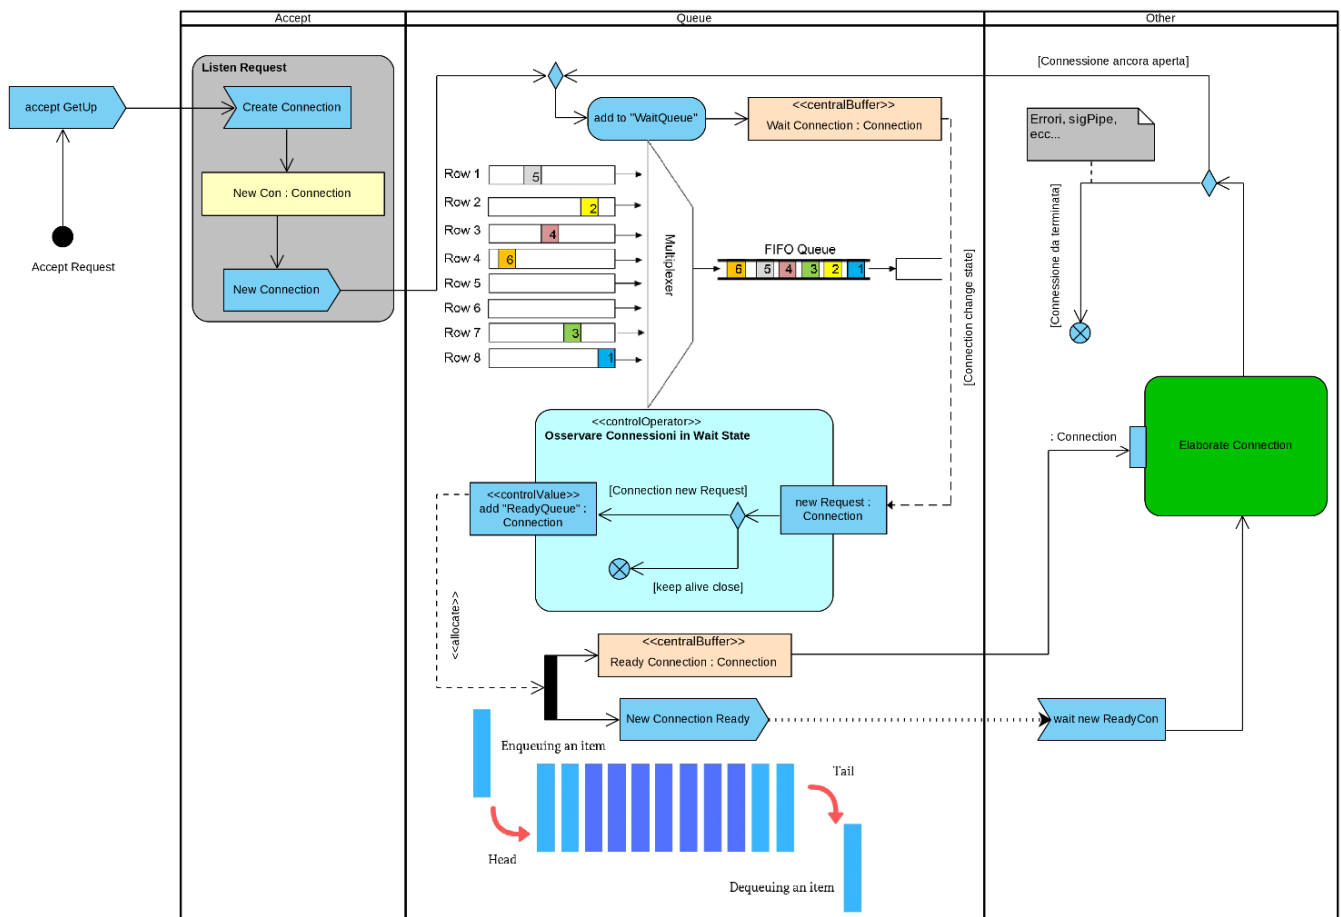 Accept
Queue
Other
Listen Request
accept GetUp
Create Connection
New Con : Connection
New Connection
Accept Request
add to "WaitQueue"
<<centralBuffer>>
Wait Connection : Connection
[Connessione ancora aperta]
Errori, sigPipe,
ecc...
[Connessione da terminata]
Row 1
5
Row 2
2
Row 3
4
Row 4
6
Row 5
Row 6
Row 7
3
Row 8
1
Multiplexer
FIFO Queue
6 5 4 3 2 1
[Connection change state]
<<controlOperator>>
Osservare Connessioni in Wait State
<<controlValue>>
add "ReadyQueue" :
Connection
[Connection new Request]
new Request :
Connection
[keep alive close]
: Connection
Elaborate Connection
<<allocate>>
<<centralBuffer>>
Ready Connection : Connection
New Connection Ready
wait new ReadyCon
Enqueuing an item
Head
Tail
Dequeuing an item